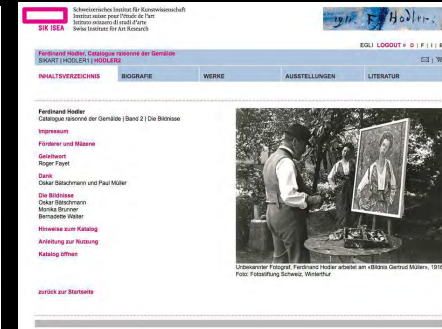 Schweizerisches Institut für Kunstwissenschaft
Institut suisse pour l'étude de l'art
Istituto svizzero di studi d'arte
Swiss Institute for Art Research
SIK ISEA
EGLI LOGOUT » D | F | I | E
Ferdinand Hodler, Catalogue raisonné der Gemälde
SIKART | HODLER1 | HODLER2
INHALTSVERZEICHNIS BIOGRAFIE WERKE AUSSTELLUNGEN LITERATUR
Ferdinand Hodler
Catalogue raisonné der Gemälde | Band 2 | Die Bildnisse
Impressum
Förderer und Mäzene
Geleitwort
Roger Fayet
Dank
Oskar Bätschmann und Paul Müller
Die Bildnisse
Oskar Bätschmann
Monika Brunner
Bernadette Walter
Hinweise zum Katalog
Anleitung zur Nutzung
Katalog öffnen
zurück zur Startseite
Unbekannter Fotograf, Ferdinand Hodler arbeitet am «Bildnis Gertrud Müller», 1916
Foto: Fotostiftung Schweiz, Winterthur